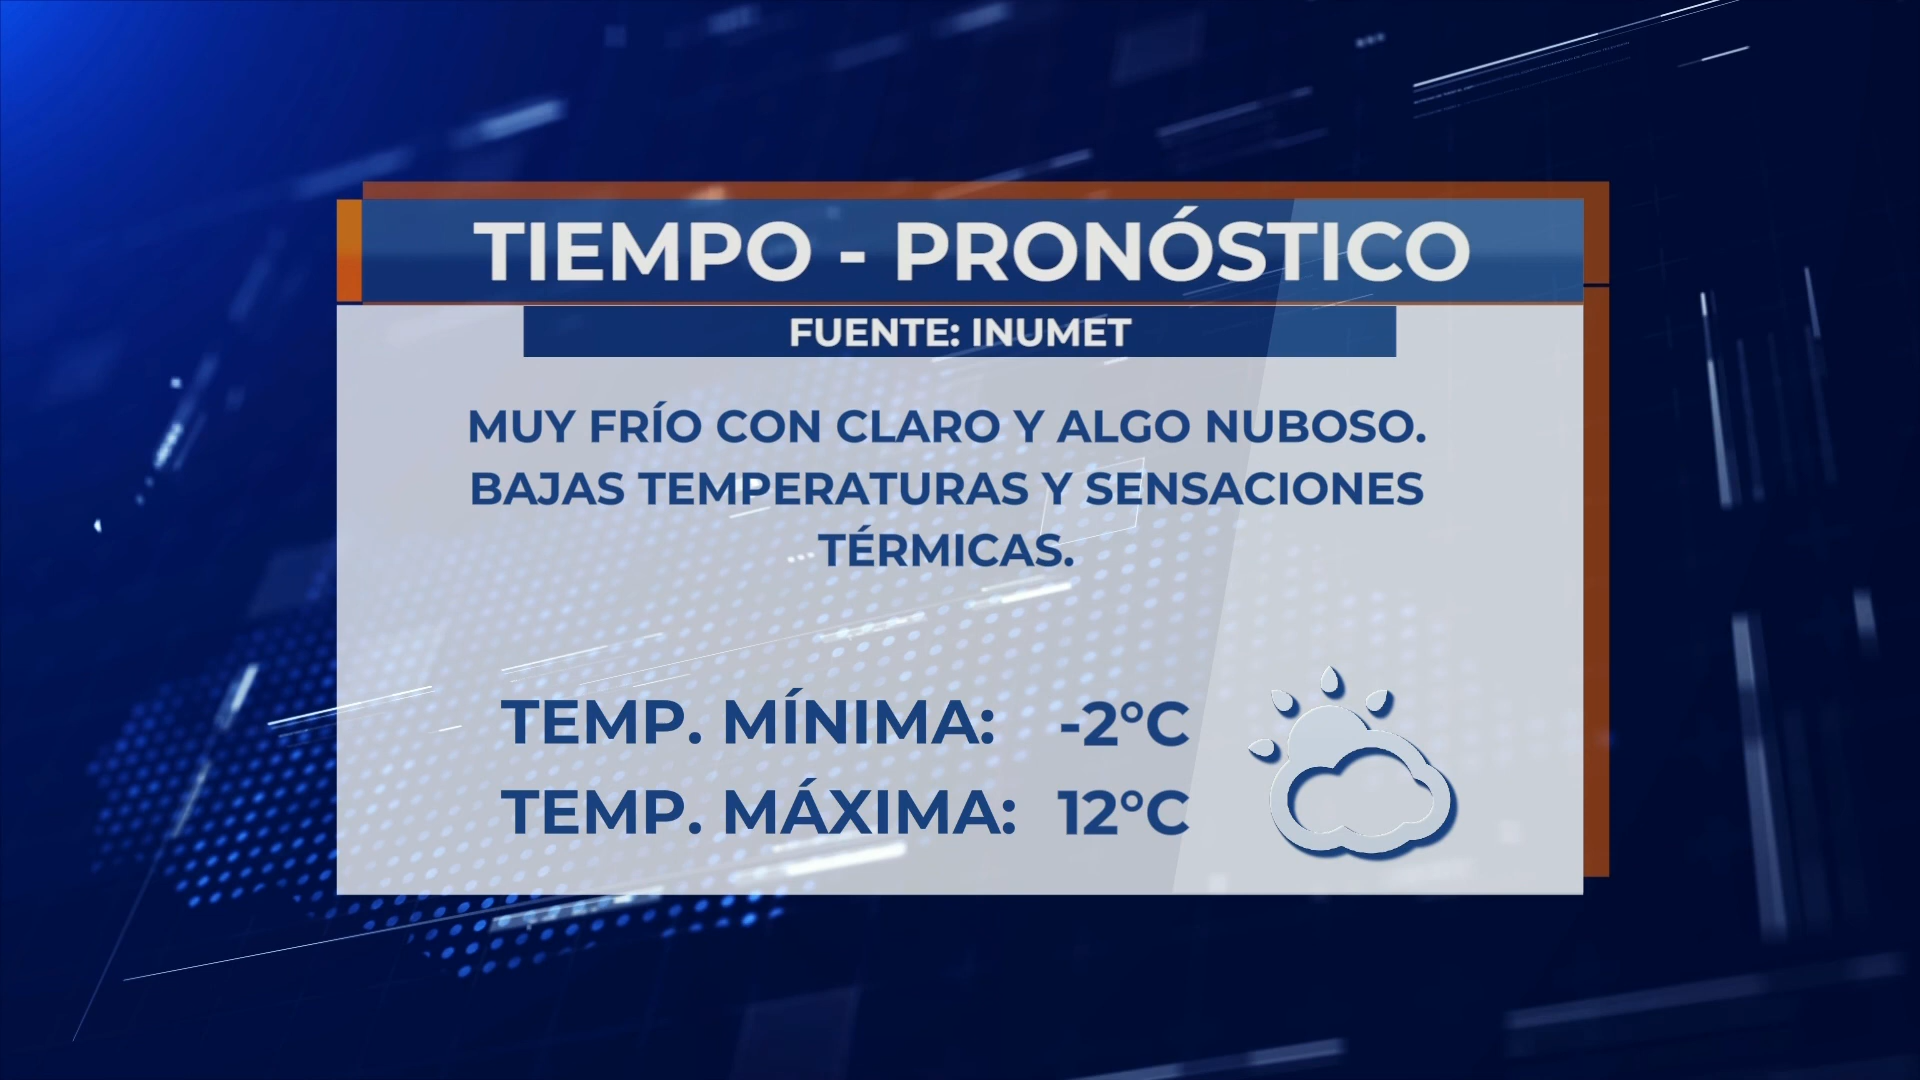 TIEMPO - PRONÓSTICO
FUENTE: INUMET
MUY FRÍO CON CLARO Y ALGO NUBOSO.
BAJAS TEMPERATURAS Y SENSACIONES
TÉRMICAS.
TEMP. MÍNIMA: -2°C
TEMP. MÁXIMA: 12°C